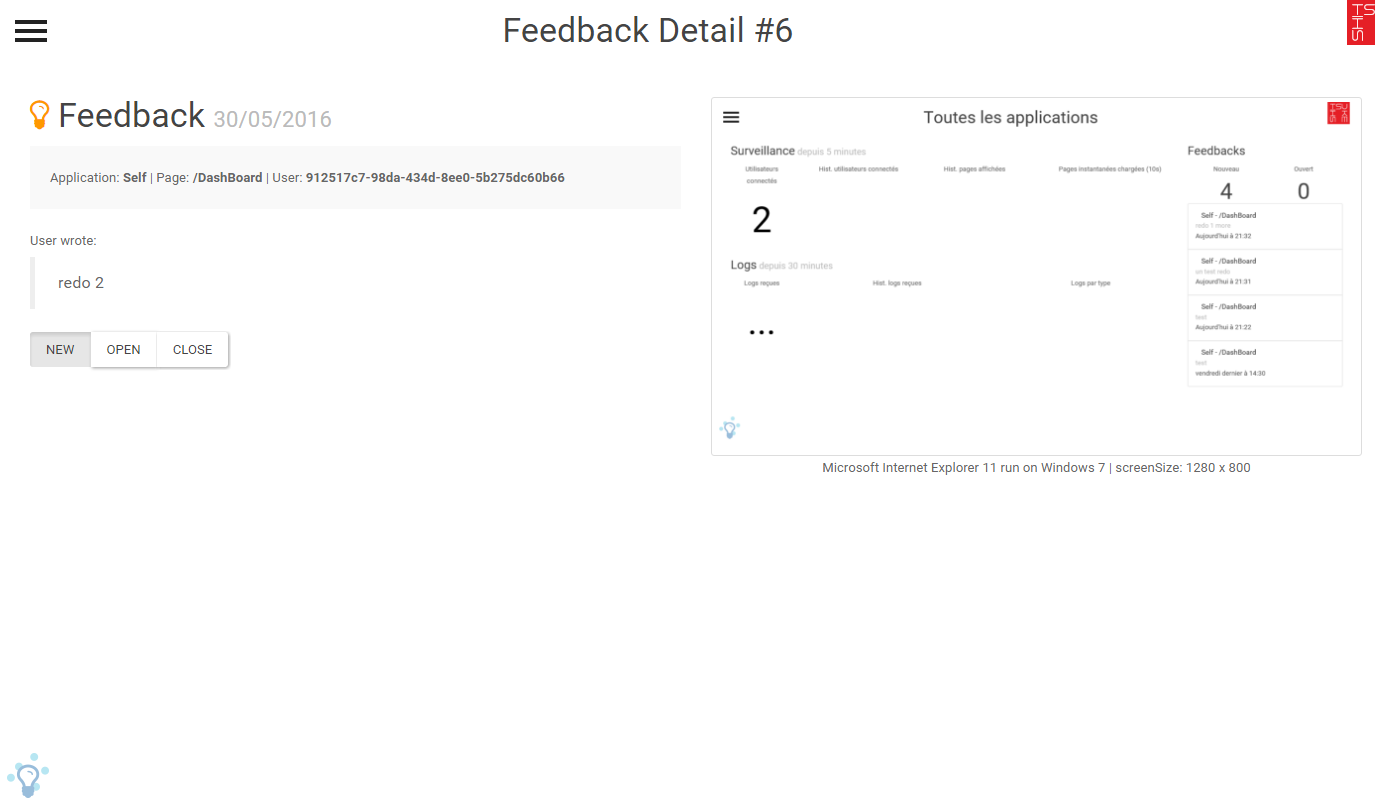 Feedback Detail #6
Feedback 30/05/2016
Application: Self | Page: /DashBoard | User: 912517c7-98da-434d-8ee0-5b275dc60b66
User wrote:
redo 2
NEW OPEN CLOSE
Toutes les applications
Surveillance depuis 5 minutes
Utilisateurs connectés
Hist. utilisateurs connectés
Hist. pages affichées
Pages instantanées chargées (10s)
2
Logs depuis 30 minutes
Logs reçues
Hist. logs reçues
Logs par type
...
Feedbacks
Nouveau
Ouvert
4
0
Self - /DashBoard
redo 1 more
Aujourd'hui à 21:32
Self - /DashBoard
un test redo
Aujourd'hui à 21:31
Self - /DashBoard
test
Aujourd'hui à 21:22
Self - /DashBoard
test
vendredi dernier à 14:30
Microsoft Internet Explorer 11 run on Windows 7 | screenSize: 1280 x 800